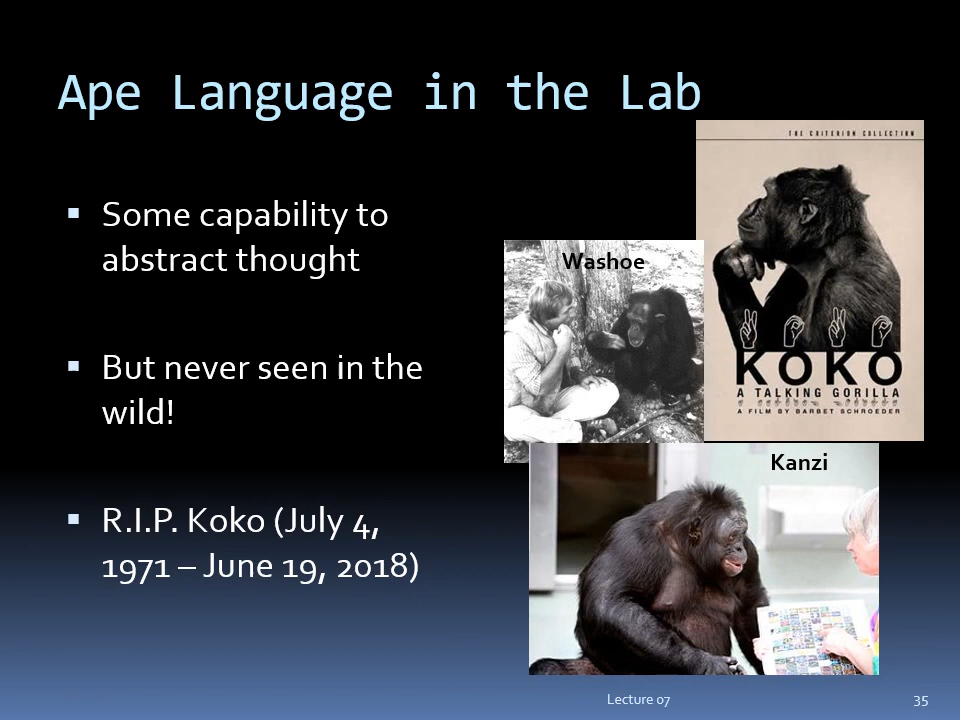 Ape Language in the Lab
Some capability to
abstract thought
But never seen in the
wild!
R.I.P. Koko (July 4,
1971 – June 19, 2018)
THE CRITERION COLLECTION
Washoe
KOKO
A TALKING GORILLA
A FILM BY BARBET SCHROEDER
Kanzi
Lecture 07
35